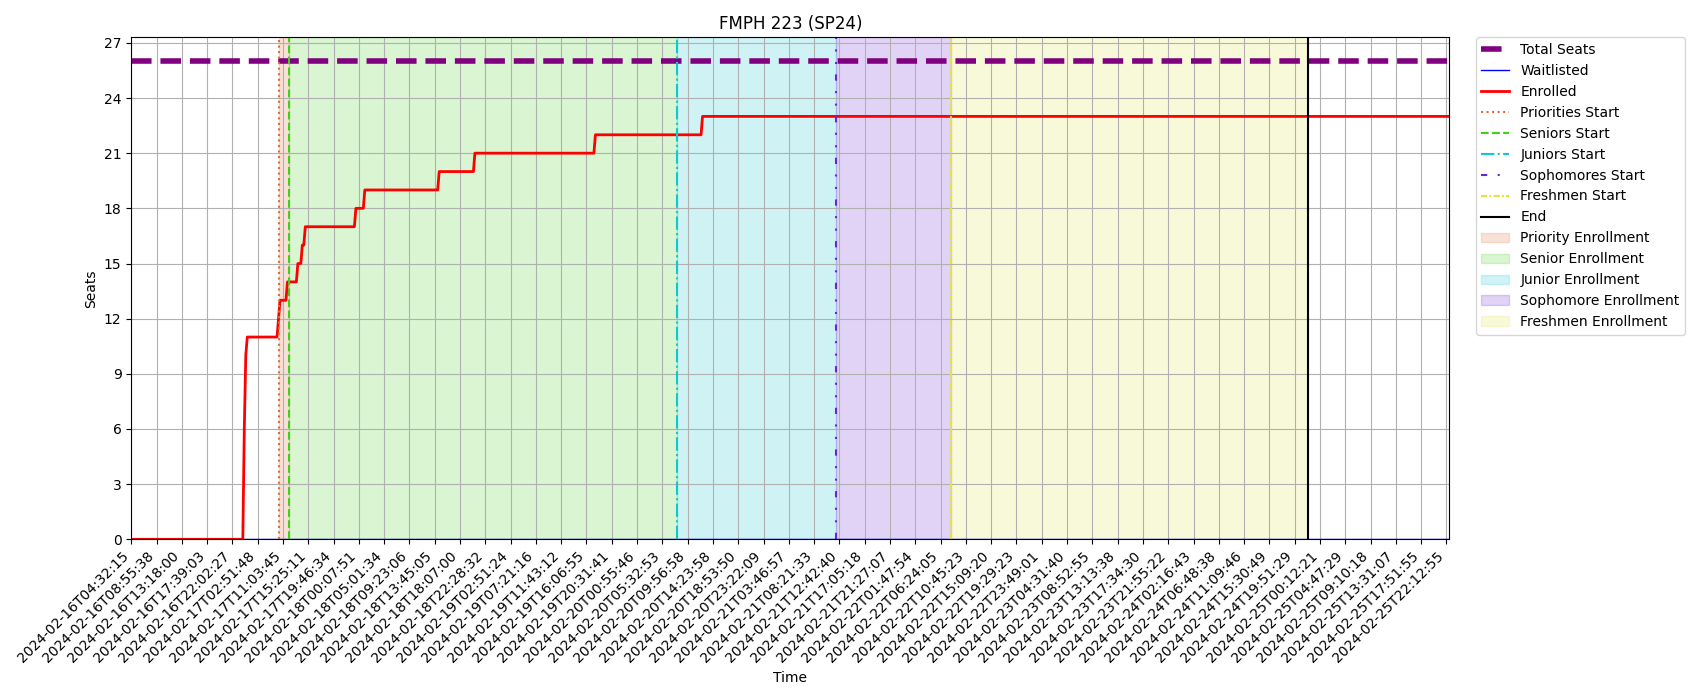 FMPH 223 (SP24)
27
24
21
18
15
12
9
6
3
0
Seats
2024-02-16T04:32:15
2024-02-16T08:55:38
2024-02-16T13:18:00
2024-02-16T17:39:03
2024-02-16T22:02:27
2024-02-17T02:51:48
2024-02-17T11:03:45
2024-02-17T15:25:11
2024-02-17T19:46:34
2024-02-18T00:07:51
2024-02-18T05:01:34
2024-02-18T09:23:06
2024-02-18T13:45:05
2024-02-18T18:07:00
2024-02-18T22:28:32
2024-02-19T02:51:24
2024-02-19T07:21:16
2024-02-19T11:43:12
2024-02-19T16:06:55
2024-02-19T20:31:41
2024-02-20T00:55:46
2024-02-20T05:32:53
2024-02-20T09:56:58
2024-02-20T14:23:58
2024-02-20T18:53:50
2024-02-20T23:22:09
2024-02-21T03:46:57
2024-02-21T08:21:33
2024-02-21T12:42:40
2024-02-21T17:05:18
2024-02-21T21:27:07
2024-02-22T01:47:54
2024-02-22T06:24:05
2024-02-22T10:45:23
2024-02-22T15:09:20
2024-02-22T19:29:23
2024-02-22T23:49:01
2024-02-23T04:31:40
2024-02-23T08:52:55
2024-02-23T13:13:38
2024-02-23T17:34:30
2024-02-23T21:55:22
2024-02-24T02:16:43
2024-02-24T06:48:38
2024-02-24T11:09:46
2024-02-24T15:30:49
2024-02-24T19:51:29
2024-02-25T00:12:21
2024-02-25T04:47:29
2024-02-25T09:10:18
2024-02-25T13:31:07
2024-02-25T17:51:55
2024-02-25T22:12:55
Time
Total Seats
Waitlisted
Enrolled
Priorities Start
Seniors Start
Juniors Start
Sophomores Start
Freshmen Start
End
Priority Enrollment
Senior Enrollment
Junior Enrollment
Sophomore Enrollment
Freshmen Enrollment